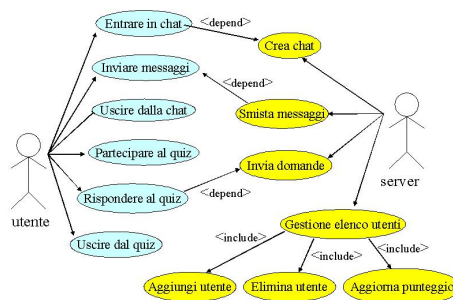 Entrare in chat
<depend>
Crea chat
Inviare messaggi
<depend>
Uscire dalla chat
Smista messaggi
Partecipare al quiz
Invia domande
utente
server
Rispondere al quiz
<depend>
Gestione elenco utenti
Uscire dal quiz
<include>
<include>
<include>
Aggiungi utente
Elimina utente
Aggiorna punteggio